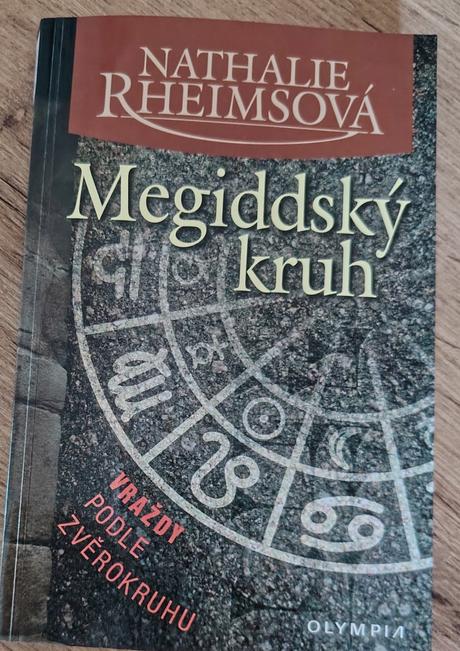 NATHALIE
RHEIMSOVÁ
Megiddský
kruh
VRAŽDY
PODLE
ZVĚROKRUHU
OLYMPIA